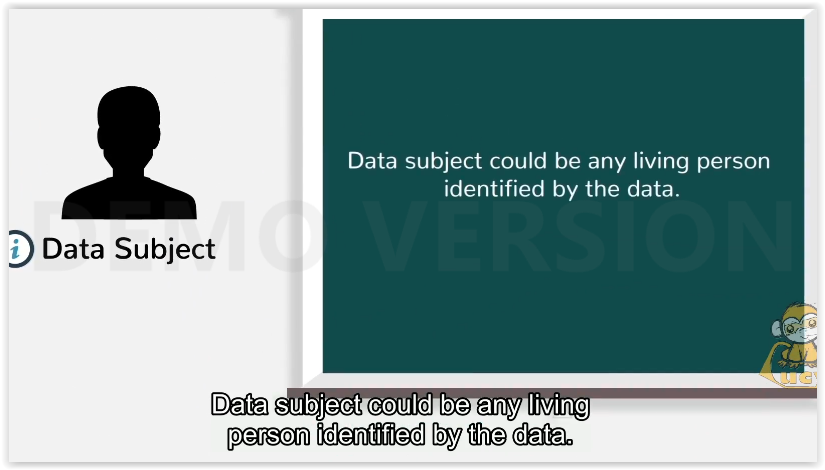 Data subject could be any living person
identified by the data.
DEMO VERSION
i Data Subject
Data subject could be any living
person identified by the data.